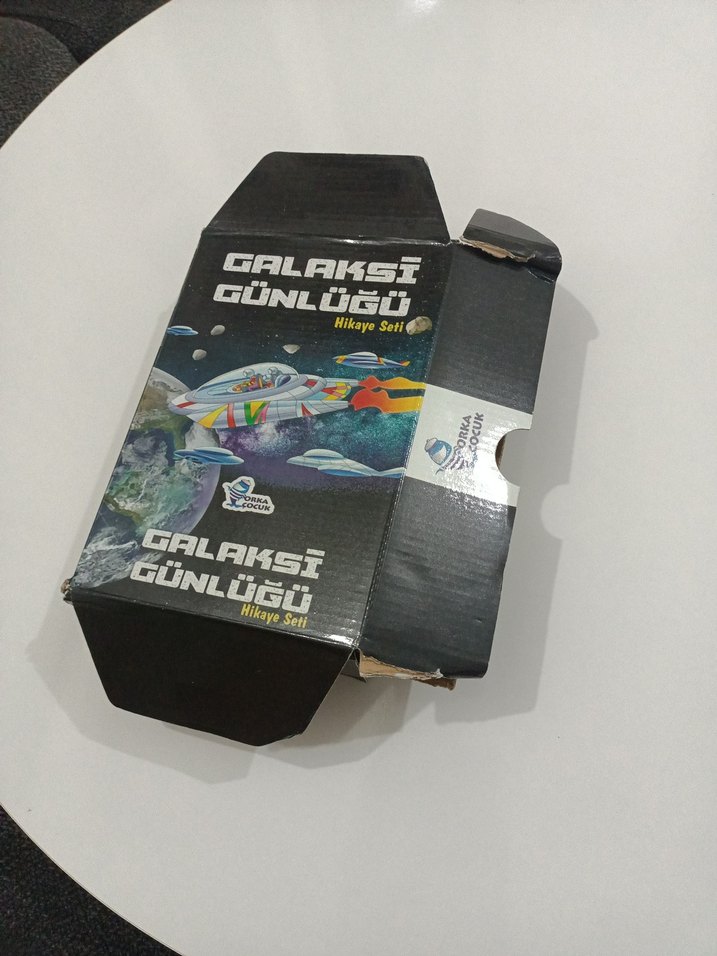 GALAKSİ
GÜNLÜĞÜ
Hikaye Seti
ORKA
ÇOCUK
ORKA
ÇOCUK
GALAKSİ
GÜNLÜĞÜ
Hikaye Seti